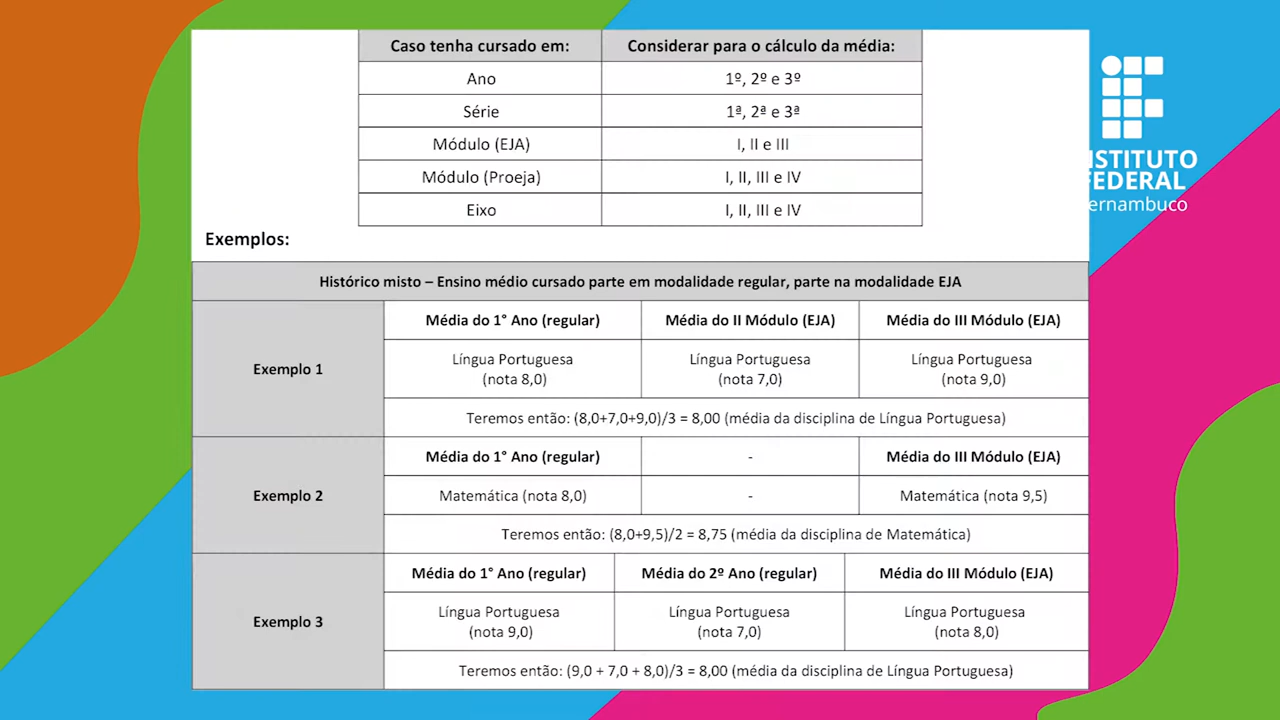 Caso tenha cursado em: Considerar para o cálculo da média:
Ano 1º, 2º e 3º
Série 1ª, 2ª e 3ª
Módulo (EJA) I, II e III
Módulo (Proeja) I, II, III e IV
Eixo I, II, III e IV
Exemplos:
Histórico misto – Ensino médio cursado parte em modalidade regular, parte na modalidade EJA
Exemplo 1
Média do 1° Ano (regular) Média do II Módulo (EJA) Média do III Módulo (EJA)
Língua Portuguesa Língua Portuguesa Língua Portuguesa
(nota 8,0) (nota 7,0) (nota 9,0)
Teremos então: (8,0+7,0+9,0)/3 = 8,00 (média da disciplina de Língua Portuguesa)
Exemplo 2
Média do 1° Ano (regular) - Média do III Módulo (EJA)
Matemática (nota 8,0) - Matemática (nota 9,5)
Teremos então: (8,0+9,5)/2 = 8,75 (média da disciplina de Matemática)
Exemplo 3
Média do 1° Ano (regular) Média do 2º Ano (regular) Média do III Módulo (EJA)
Língua Portuguesa Língua Portuguesa Língua Portuguesa
(nota 9,0) (nota 7,0) (nota 8,0)
Teremos então: (9,0 + 7,0 + 8,0)/3 = 8,00 (média da disciplina de Língua Portuguesa)
NSTITUTO
FEDERAL
ernambuco